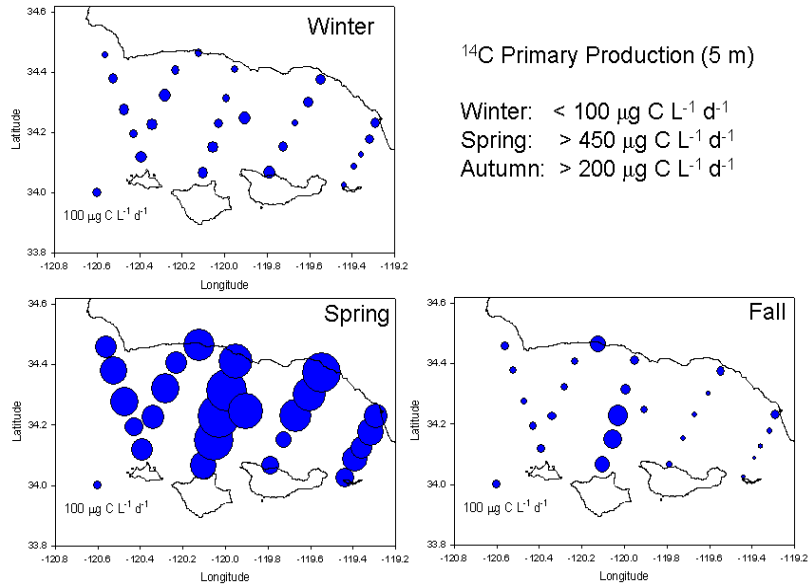 Winter
34.6
34.4
34.2
34.0
33.8
Latitude
100 μg C L-1 d-1
-120.8 -120.6 -120.4 -120.2 -120.0 -119.8 -119.6 -119.4 -119.2
Longitude
14C Primary Production (5 m)
Winter: < 100 μg C L-1 d-1
Spring: > 450 μg C L-1 d-1
Autumn: > 200 μg C L-1 d-1
Spring
34.6
34.4
34.2
34.0
33.8
Latitude
100 μg C L-1 d-1
-120.8 -120.6 -120.4 -120.2 -120.0 -119.8 -119.6 -119.4 -119.2
Longitude
Fall
34.6
34.4
34.2
34.0
33.8
Latitude
100 μg C L-1 d-1
-120.8 -120.6 -120.4 -120.2 -120.0 -119.8 -119.6 -119.4 -119.2
Longitude